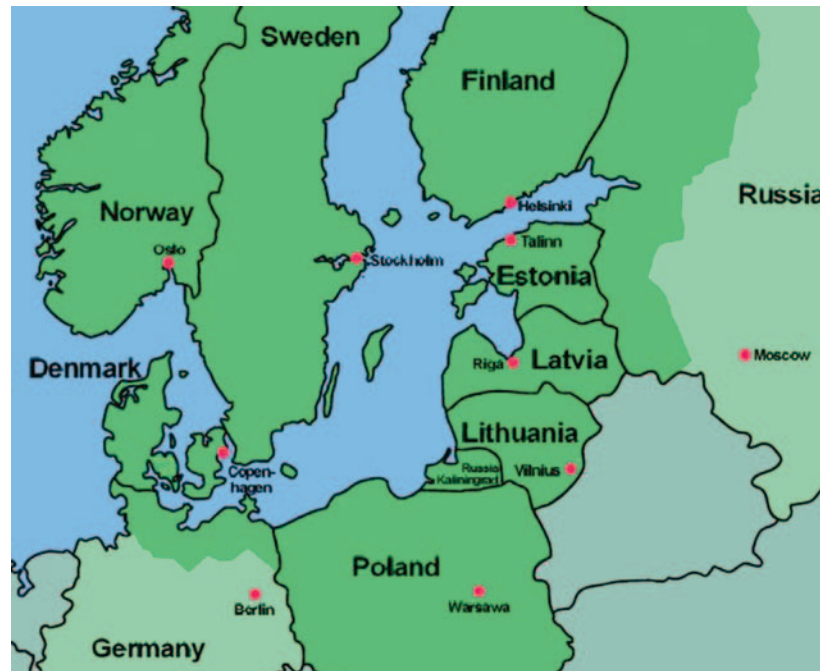 Sweden
Finland
Norway
Russia
Helsinki
Oslo
Talinn
Stockholm
Estonia
Denmark
Riga
Latvia
Moscow
Lithuania
Copen-
hagen
Russia
Kaliningrad
Vilnius
Poland
Berlin
Warsawa
Germany